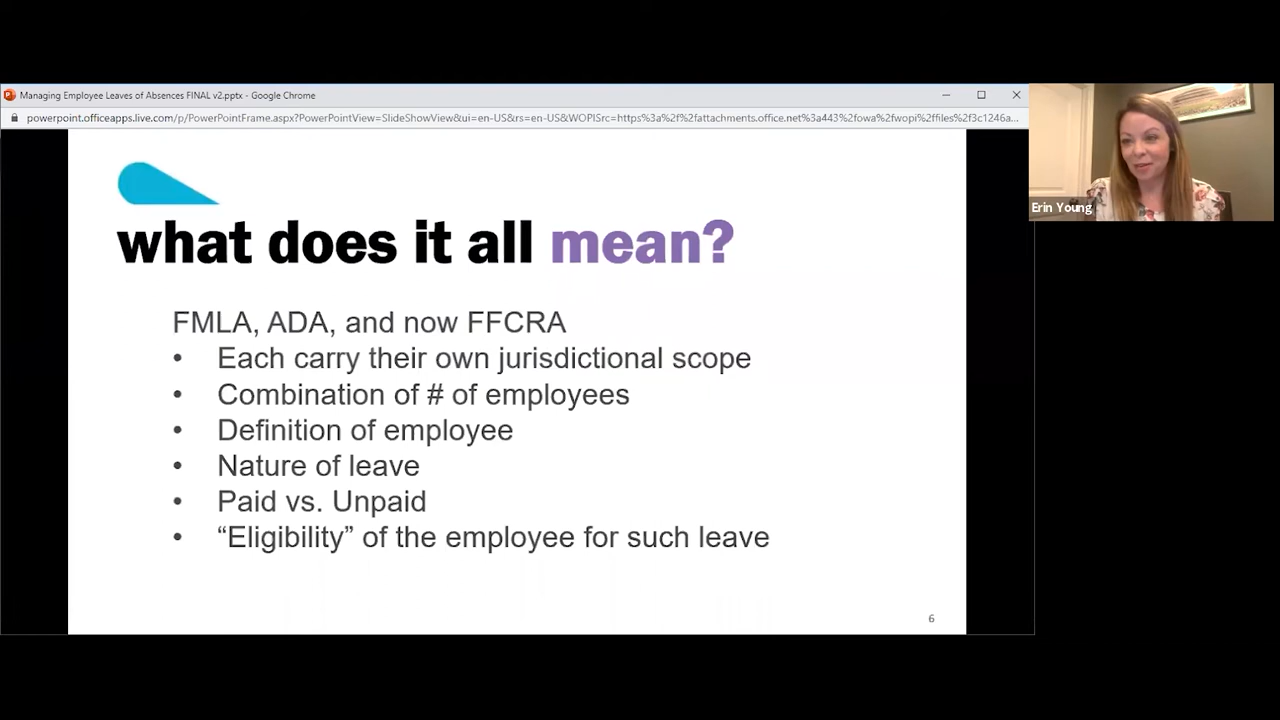 Managing Employee Leaves of Absences FINAL v2.pptx - Google Chrome
powerpoint.officeapps.live.com/p/PowerPointFrame.aspx?PowerPointView=SlideShowView&ui=en-US&rs=en-US&WOPISrc=https%3a%2f%2fattachments.office.net%3a443%2fowa%2fwopi%2ffiles%2f3c1246a...
Erin Young
what does it all mean?
FMLA, ADA, and now FFCRA
• Each carry their own jurisdictional scope
• Combination of # of employees
• Definition of employee
• Nature of leave
• Paid vs. Unpaid
• “Eligibility” of the employee for such leave
6